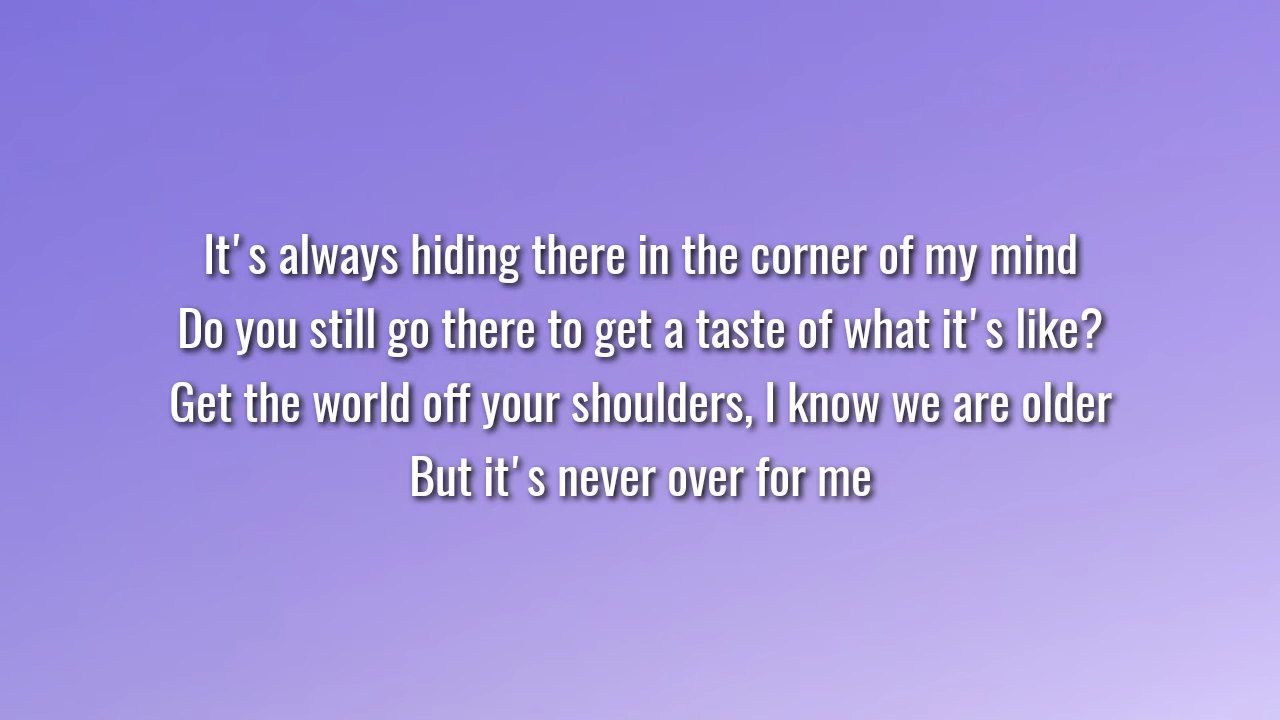 It's always hiding there in the corner of my mind
Do you still go there to get a taste of what it's like?
Get the world off your shoulders, I know we are older
But it's never over for me